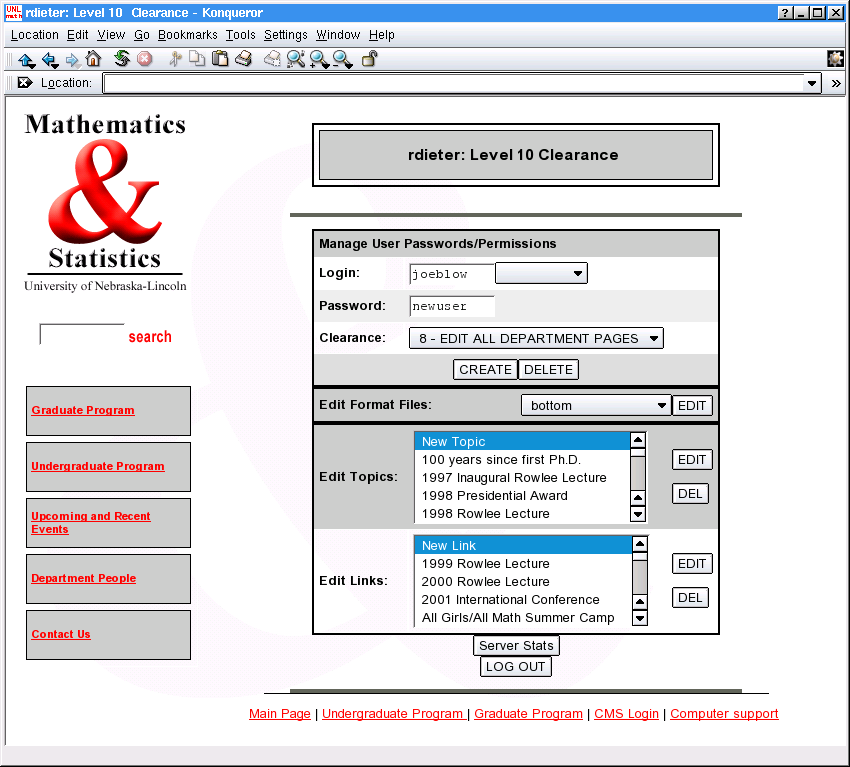 UNL
math
rdieter: Level 10 Clearance - Konqueror
Location Edit View Go Bookmarks Tools Settings Window Help
Location:
Mathematics
&
Statistics
University of Nebraska-Lincoln
search
Graduate Program
Undergraduate Program
Upcoming and Recent
Events
Department People
Contact Us
rdieter: Level 10 Clearance
Manage User Passwords/Permissions
Login: joeblow
Password: newuser
Clearance: 8 - EDIT ALL DEPARTMENT PAGES
CREATE DELETE
Edit Format Files: bottom EDIT
Edit Topics:
New Topic
100 years since first Ph.D.
1997 Inaugural Rowlee Lecture
1998 Presidential Award
1998 Rowlee Lecture
EDIT
DEL
Edit Links:
New Link
1999 Rowlee Lecture
2000 Rowlee Lecture
2001 International Conference
All Girls/All Math Summer Camp
EDIT
DEL
Server Stats
LOG OUT
Main Page | Undergraduate Program | Graduate Program | CMS Login | Computer support